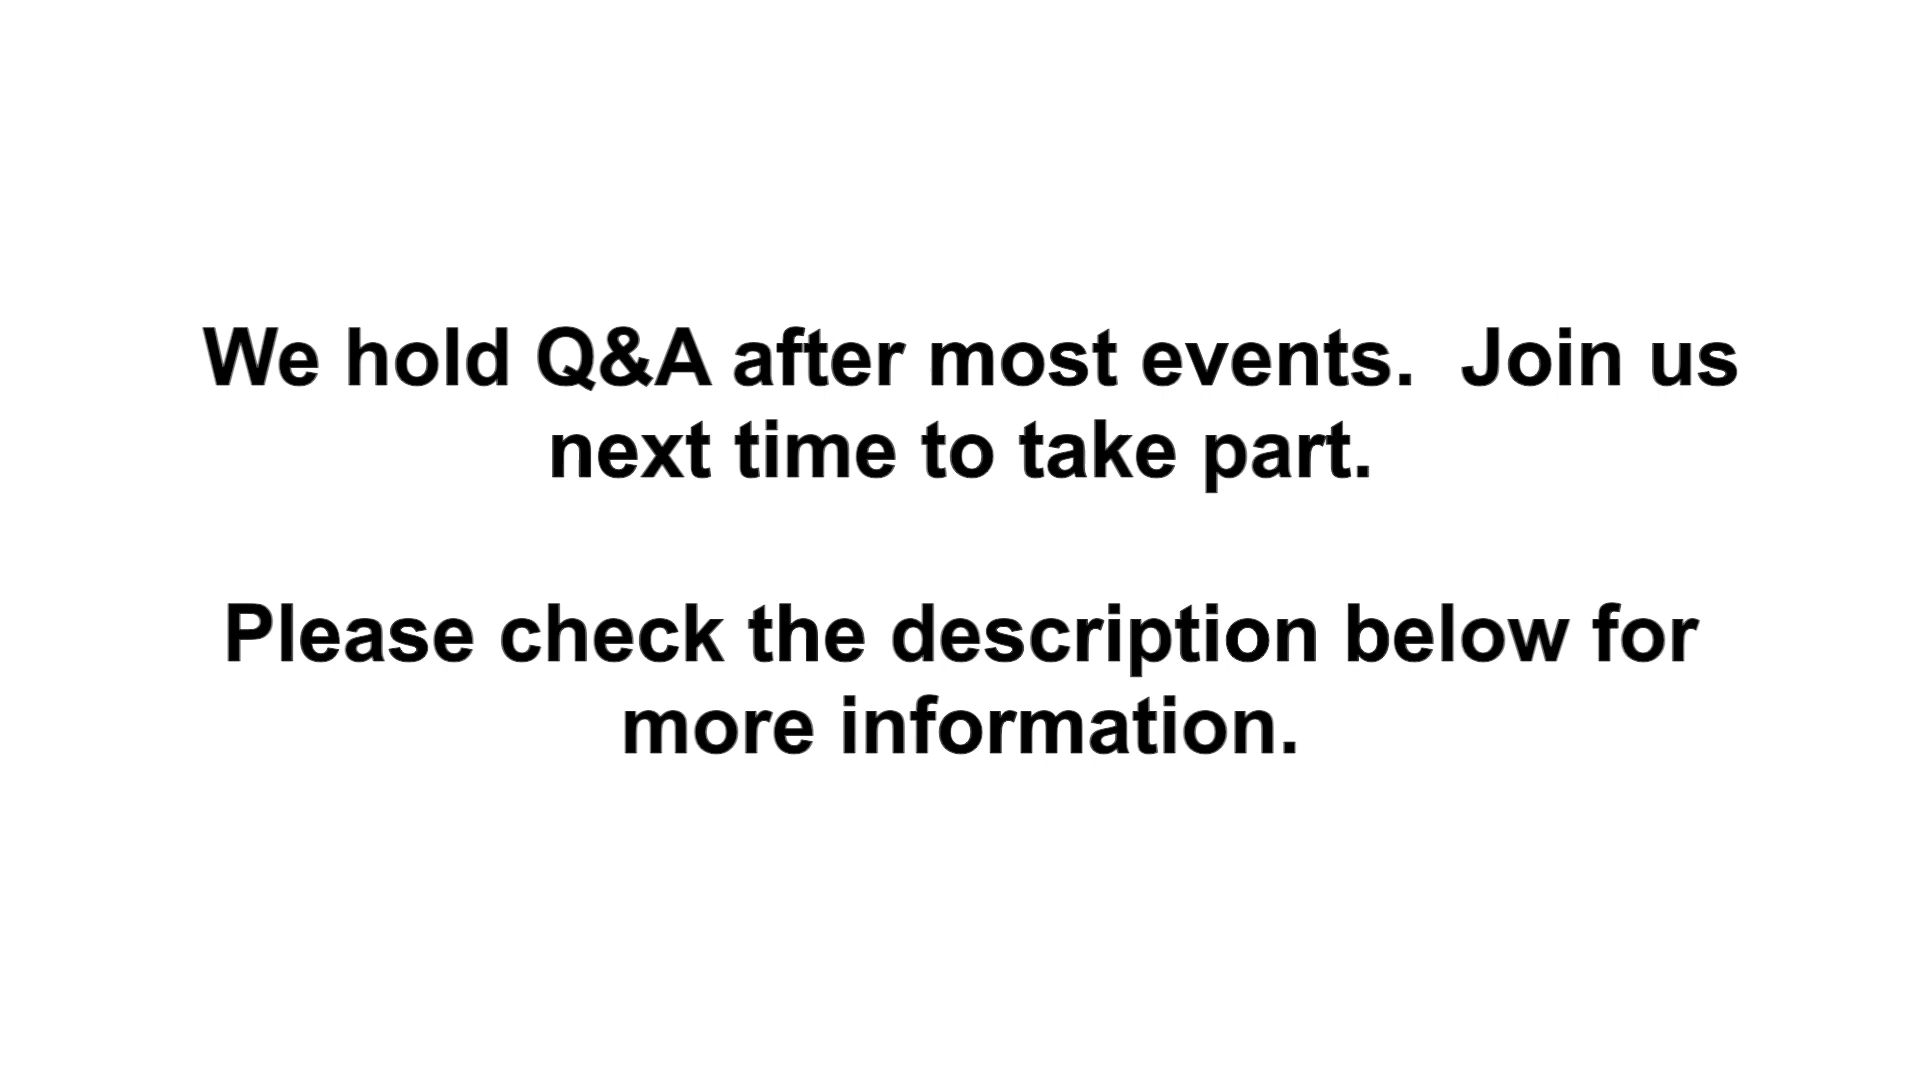 We hold Q&A after most events.  Join us
next time to take part.
Please check the description below for
more information.